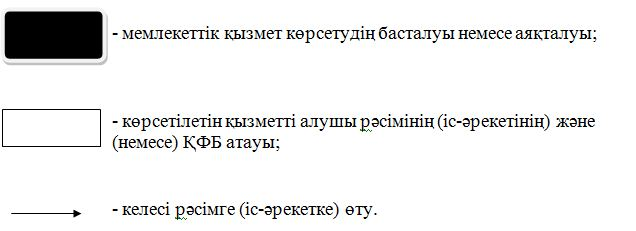 - мемлекеттік қызмет көрсетудің басталуы немесе аяқталуы;
- көрсетілетін қызметті алушы рәсімінің (іс-әрекетінің) және
(немесе) ҚФБ атауы;
- келесі рәсімге (іс-әрекетке) өту.